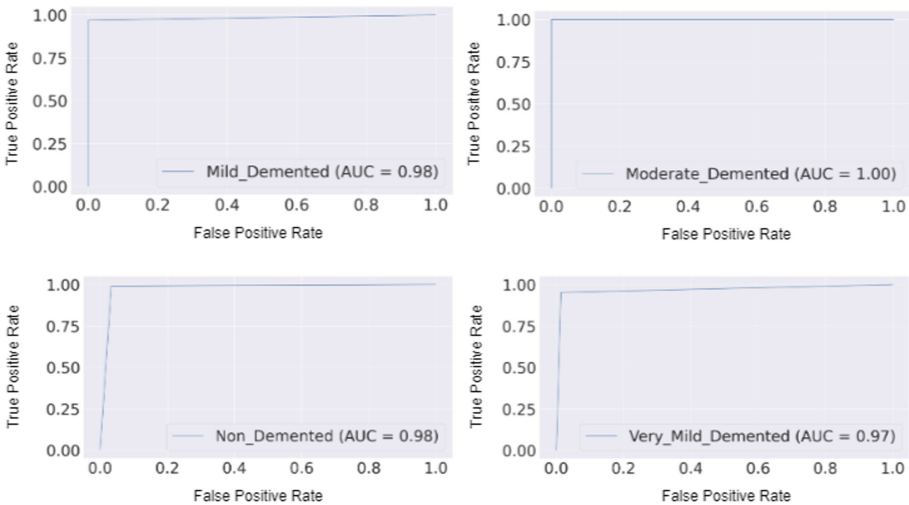 True Positive Rate
1.00
0.75
0.50
0.25
0.00
Mild_Demented (AUC = 0.98)
0.0 0.2 0.4 0.6 0.8 1.0
False Positive Rate
True Positive Rate
1.00
0.75
0.50
0.25
0.00
Moderate_Demented (AUC = 1.00)
0.0 0.2 0.4 0.6 0.8 1.0
False Positive Rate
True Positive Rate
1.00
0.75
0.50
0.25
0.00
Non_Demented (AUC = 0.98)
0.0 0.2 0.4 0.6 0.8 1.0
False Positive Rate
True Positive Rate
1.00
0.75
0.50
0.25
0.00
Very_Mild_Demented (AUC = 0.97)
0.0 0.2 0.4 0.6 0.8 1.0
False Positive Rate